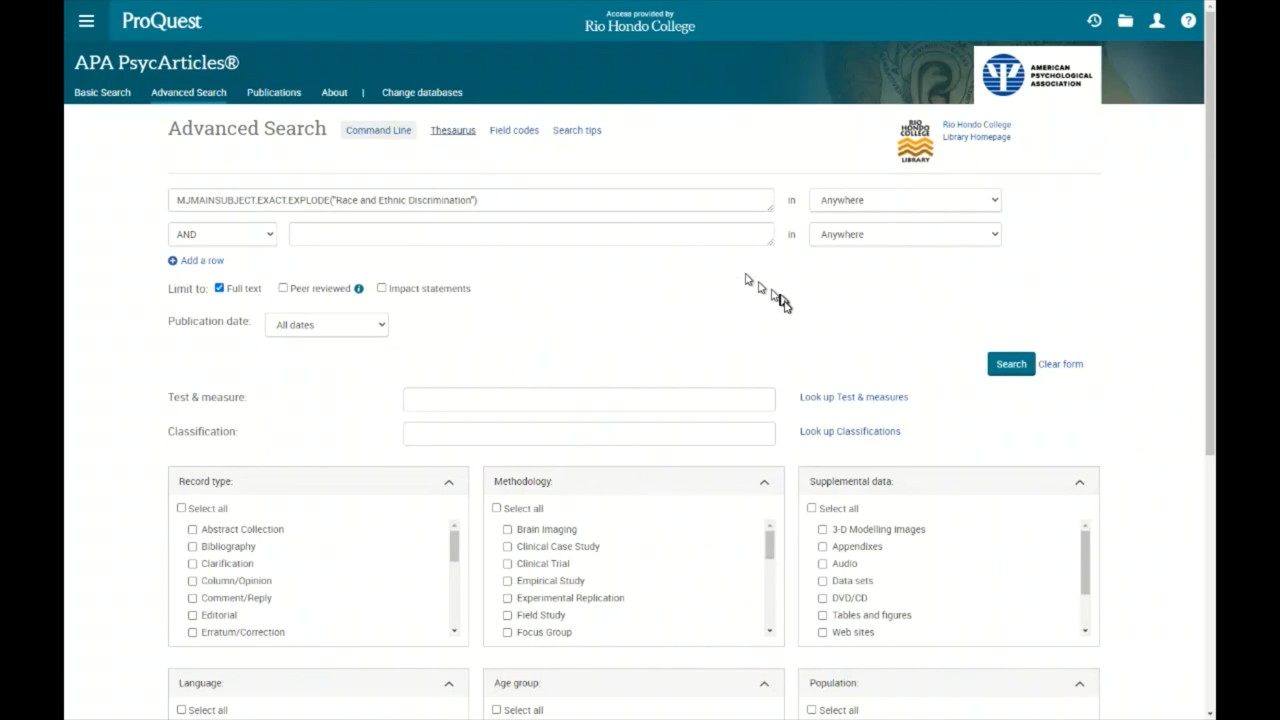 ProQuest
Access provided by
Rio Hondo College
APA PsycArticles®
AMERICAN
PSYCHOLOGICAL
ASSOCIATION
Basic Search Advanced Search Publications About | Change databases
Advanced Search Command Line Thesaurus Field codes Search tips
RIO
HONDO
COLLEGE
LIBRARY
Rio Hondo College
Library Homepage
MJMAINSUBJECT.EXACT.EXPLODE("Race and Ethnic Discrimination") in Anywhere
AND in Anywhere
Add a row
Limit to: Full text Peer reviewed i Impact statements
Publication date: All dates
Search Clear form
Test & measure: Look up Test & measures
Classification: Look up Classifications
Record type:
Select all
Abstract Collection
Bibliography
Clarification
Column/Opinion
Comment/Reply
Editorial
Erratum/Correction
Methodology:
Select all
Brain Imaging
Clinical Case Study
Clinical Trial
Empirical Study
Experimental Replication
Field Study
Focus Group
Supplemental data:
Select all
3-D Modelling Images
Appendixes
Audio
Data sets
DVD/CD
Tables and figures
Web sites
Language:
Select all
Age group:
Select all
Population:
Select all